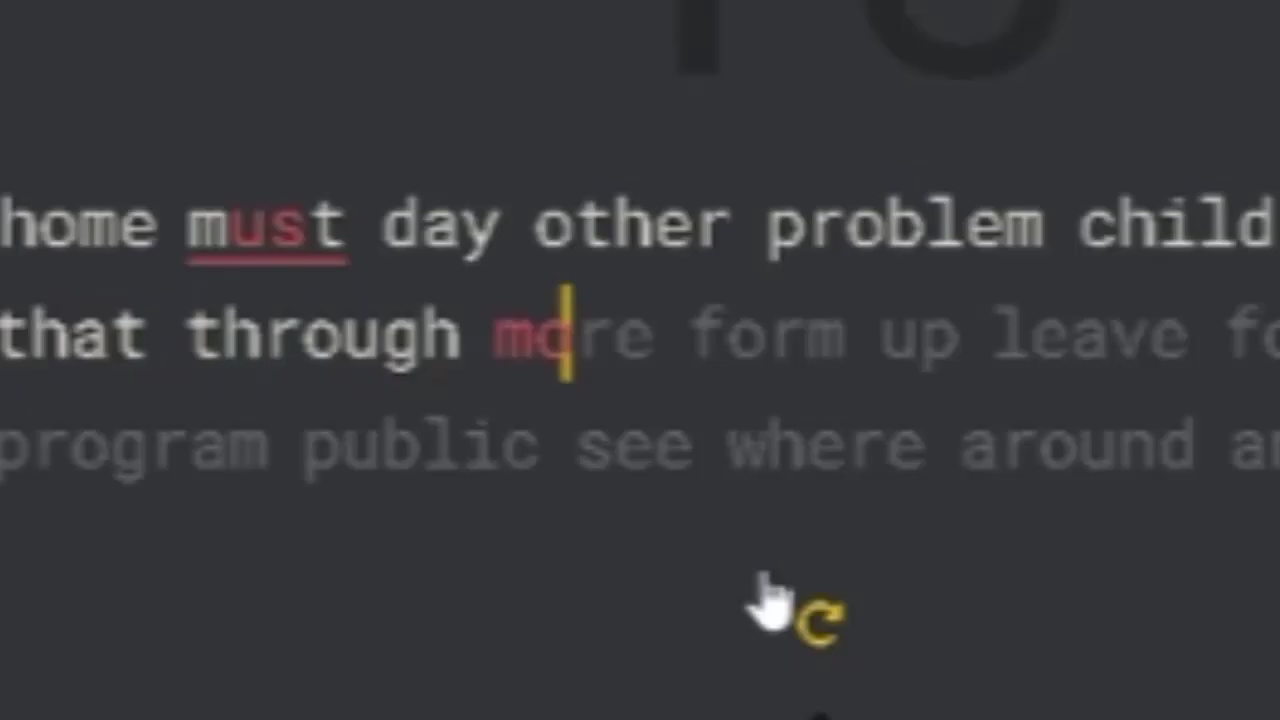 home must day other problem child
that through more form up leave fo
program public see where around